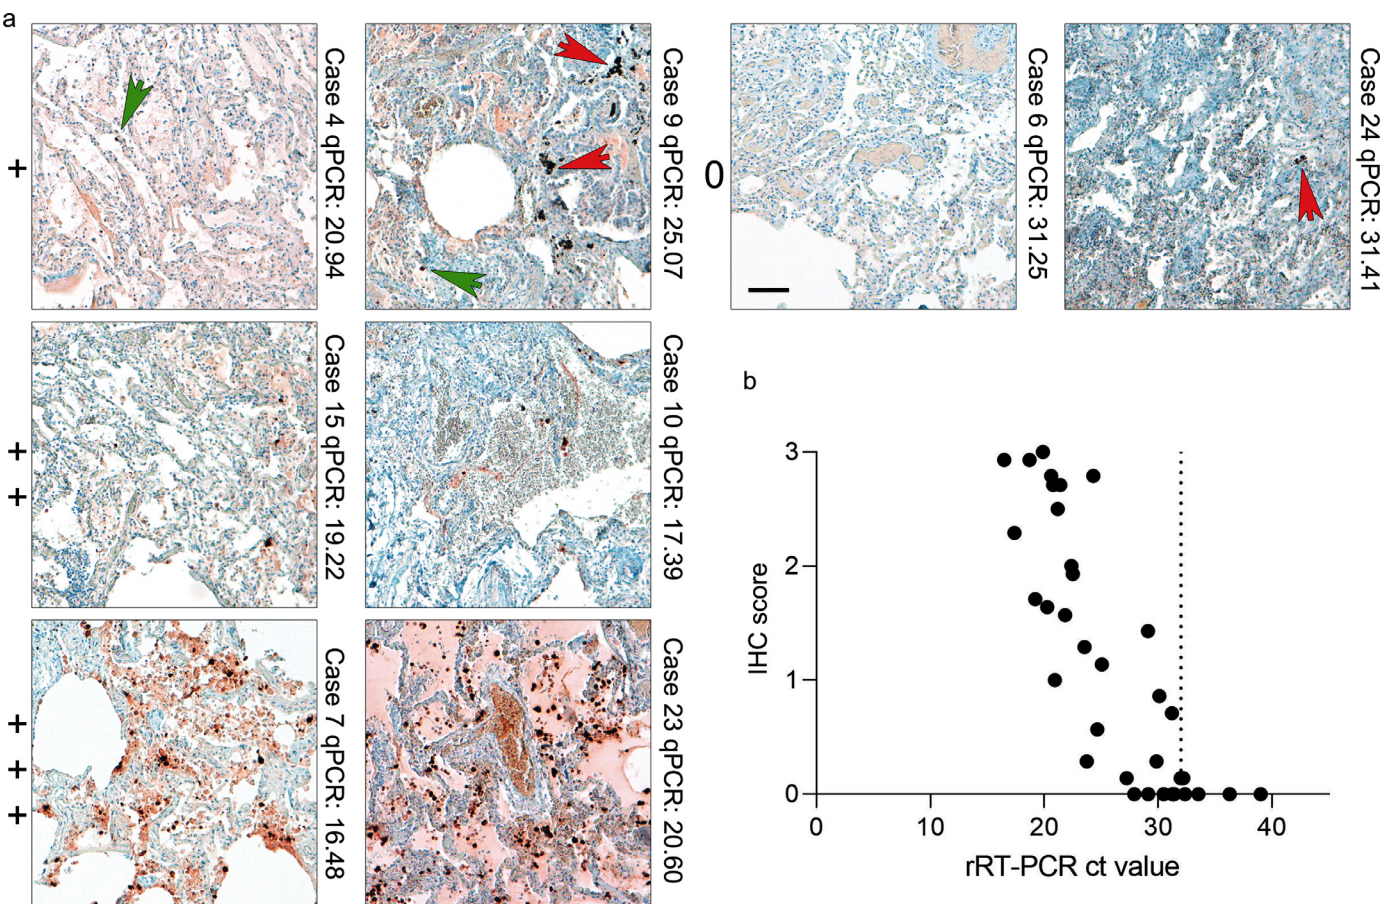 a
+
Case 4 qPCR: 20.94
Case 9 qPCR: 25.07
0
Case 6 qPCR: 31.25
Case 24 qPCR: 31.41
+ +
Case 15 qPCR: 19.22
Case 10 qPCR: 17.39
+ + +
Case 7 qPCR: 16.48
Case 23 qPCR: 20.60
b
IHC score
3
2
1
0
0 10 20 30 40
rRT-PCR ct value